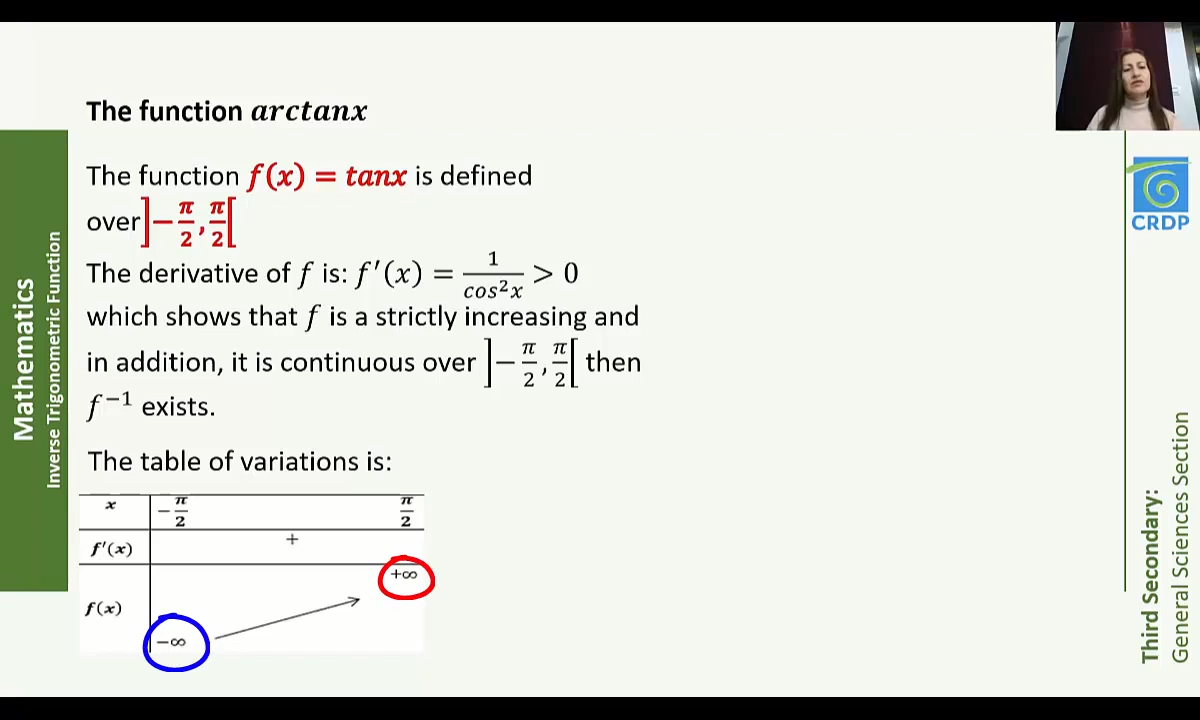 The function arctanx
The function f(x) = tanx is defined
over ]−π/2, π/2[
The derivative of f is: f′(x) = 1/cos²x > 0
which shows that f is a strictly increasing and
in addition, it is continuous over ]−π/2, π/2[ then
f⁻¹ exists.
The table of variations is:
x −π/2 π/2
f′(x) +
f(x) −∞ +∞
Mathematics
Inverse Trigonometric Function
CRDP
Third Secondary:
General Sciences Section